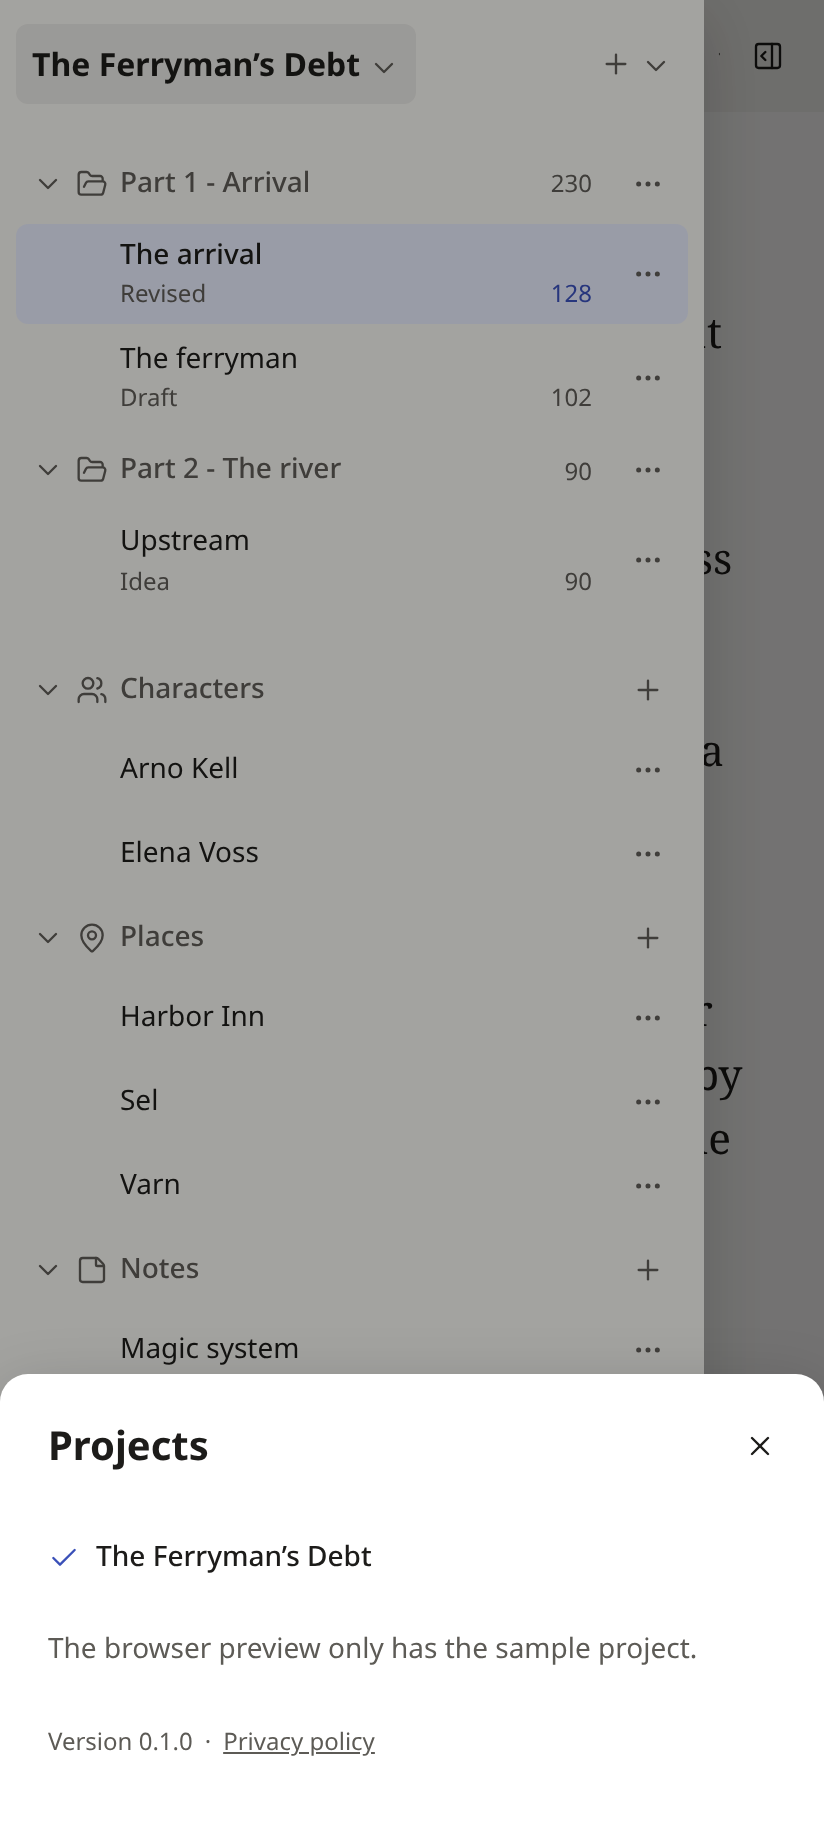 The Ferryman’s Debt
Part 1 - Arrival 230
The arrival
Revised 128
The ferryman
Draft 102
Part 2 - The river 90
Upstream
Idea 90
Characters
Arno Kell
Elena Voss
Places
Harbor Inn
Sel
Varn
Notes
Magic system
Projects
The Ferryman’s Debt
The browser preview only has the sample project.
Version 0.1.0 · Privacy policy